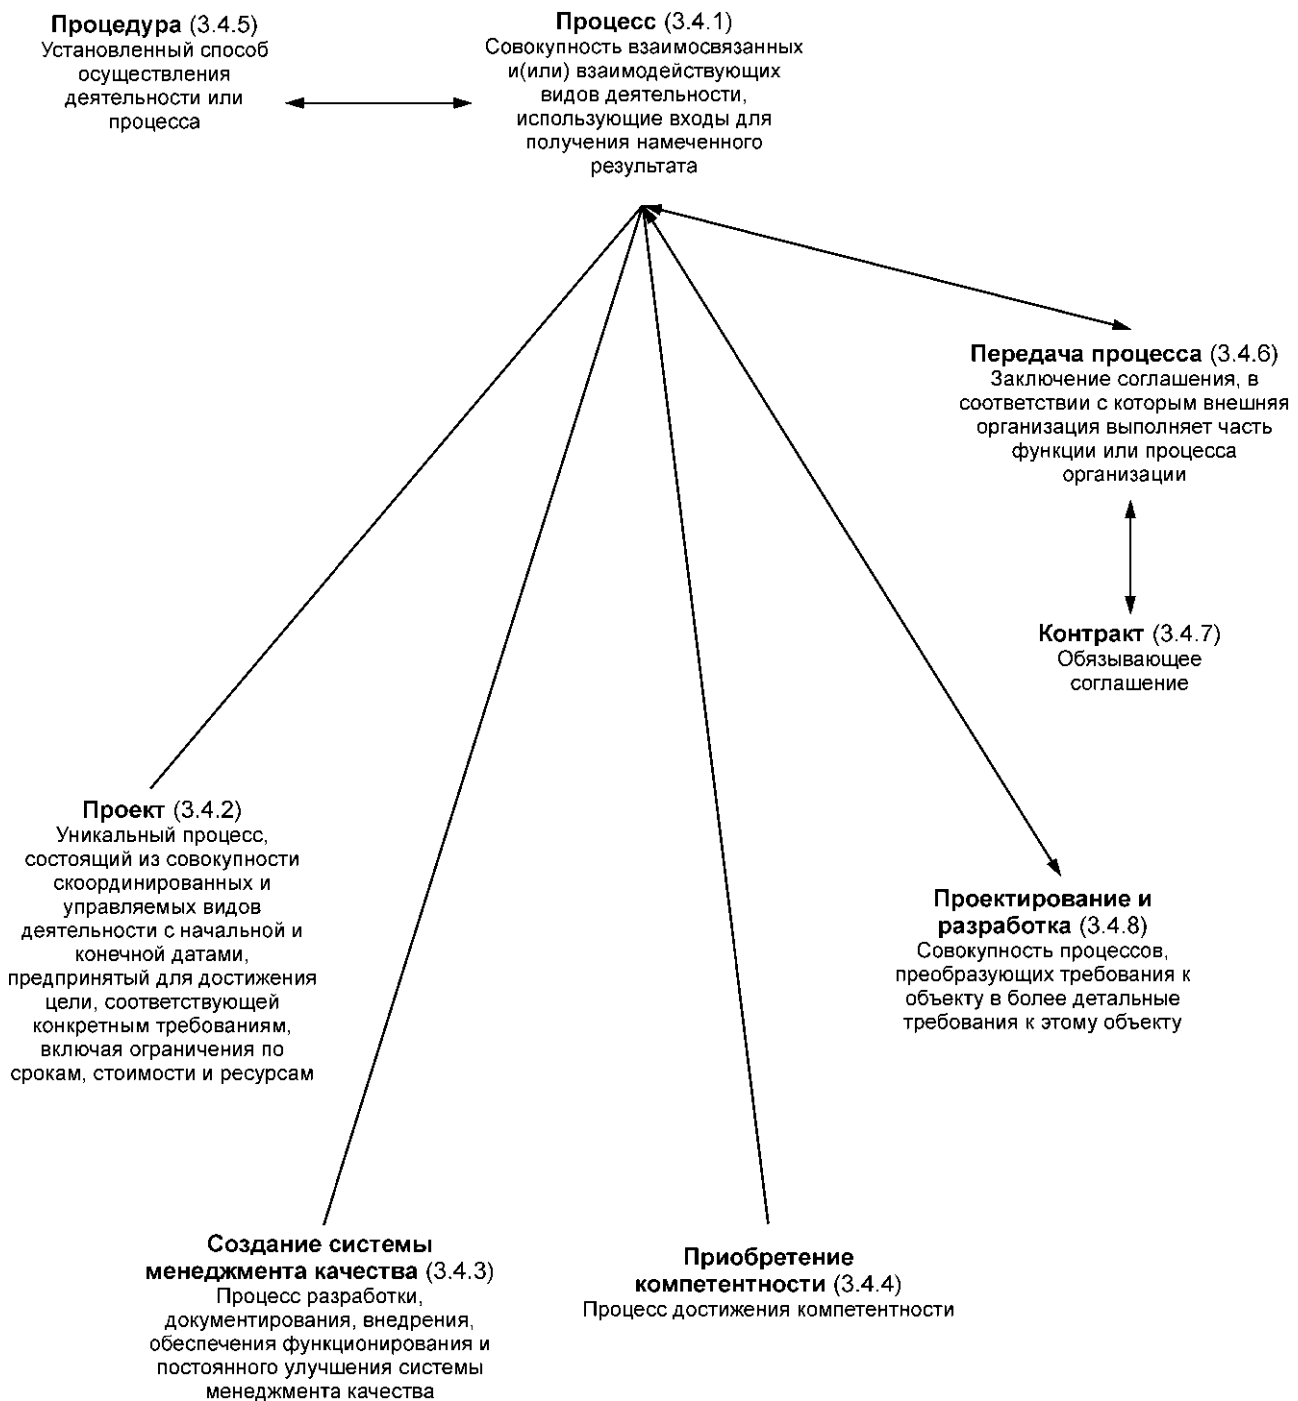 Процедура (3.4.5)
Установленный способ
осуществления
деятельности или
процесса
Процесс (3.4.1)
Совокупность взаимосвязанных
и(или) взаимодействующих
видов деятельности,
использующие входы для
получения намеченного
результата
Передача процесса (3.4.6)
Заключение соглашения, в
соответствии с которым внешняя
организация выполняет часть
функции или процесса
организации
Контракт (3.4.7)
Обязывающее
соглашение
Проект (3.4.2)
Уникальный процесс,
состоящий из совокупности
скоординированных и
управляемых видов
деятельности с начальной и
конечной датами,
предпринятый для достижения
цели, соответствующей
конкретным требованиям,
включая ограничения по
срокам, стоимости и ресурсам
Проектирование и
разработка (3.4.8)
Совокупность процессов,
преобразующих требования к
объекту в более детальные
требования к этому объекту
Создание системы
менеджмента качества (3.4.3)
Процесс разработки,
документирования, внедрения,
обеспечения функционирования и
постоянного улучшения системы
менеджмента качества
Приобретение
компетентности (3.4.4)
Процесс достижения компетентности